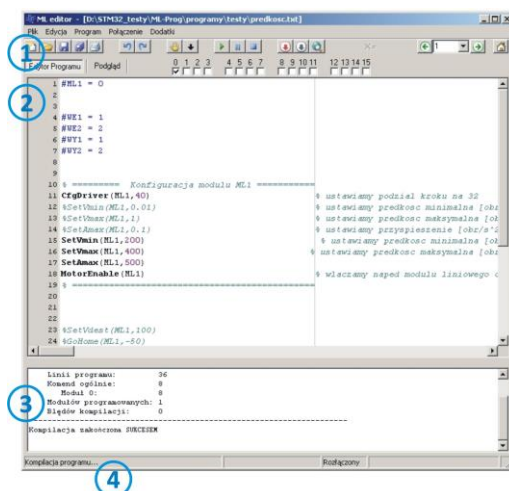 ML editor - [D:\STM32_testy\ML-Prog\programy\testy\predkosc.txt]
Plik Edycja Program Połączenie Dodatki
1
1
Edytor Programu Podgląd 0 1 2 3 4 5 6 7 8 9 10 11 12 13 14 15
2
1 #ML1 = 0
2
3
4 #WE1 = 1
5 #WE2 = 2
6 #WY1 = 1
7 #WY2 = 2
8
9
10 % ========= Konfiguracja modulu ML1 ===========
11 CfgDriver(ML1,40) % ustawiamy podzial kroku na 32
12 %SetVmin(ML1,0.01) % ustawiamy predkosc minimalna [obr
13 %SetVmax(ML1,1) % ustawiamy predkosc maksymalna [ob
14 %SetAmax(ML1,0.1) % ustawiamy przyspieszenie [obr/s^2
15 SetVmin(ML1,200) % ustawiamy predkosc minimalna [ob
16 SetVmax(ML1,400) % ustawiamy predkosc maksymalna [obr
17 SetAmax(ML1,500)
18 MotorEnable(ML1) % wlaczamy naped modulu liniowego o
19 % ================================================
20
21
22
23 %SetVdest(ML1,100)
24 %GoHome(ML1,-50)
Linii programu: 36
Komend ogólnie: 8
Moduł 0: 8
3
Modułów programowanych: 1
Błędów kompilacji: 0
Kompilacja zakończona SUKCESEM
Kompilacja programu... Rozłączony
4